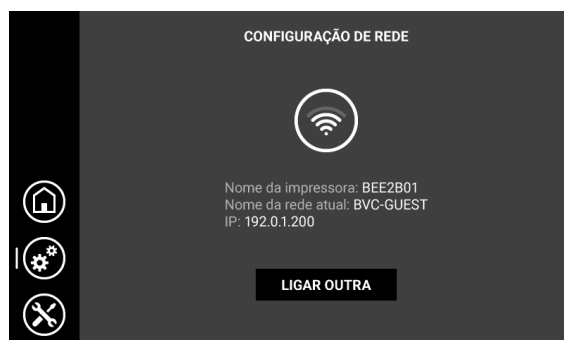 CONFIGURAÇÃO DE REDE
Nome da impressora: BEE2B01
Nome da rede atual: BVC-GUEST
IP: 192.0.1.200
LIGAR OUTRA